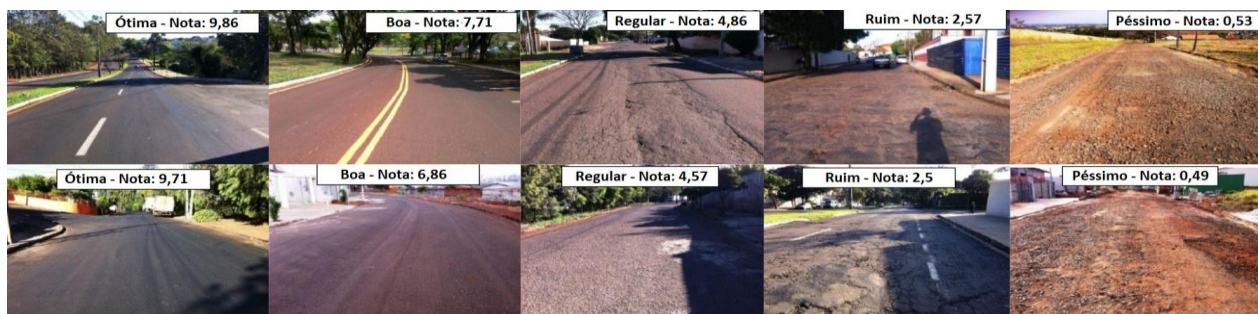 Ótima - Nota: 9,86
Boa - Nota: 7,71
Regular - Nota: 4,86
Ruim - Nota: 2,57
Péssimo - Nota: 0,53
Ótima - Nota: 9,71
Boa - Nota: 6,86
Regular - Nota: 4,57
Ruim - Nota: 2,5
Péssimo - Nota: 0,49